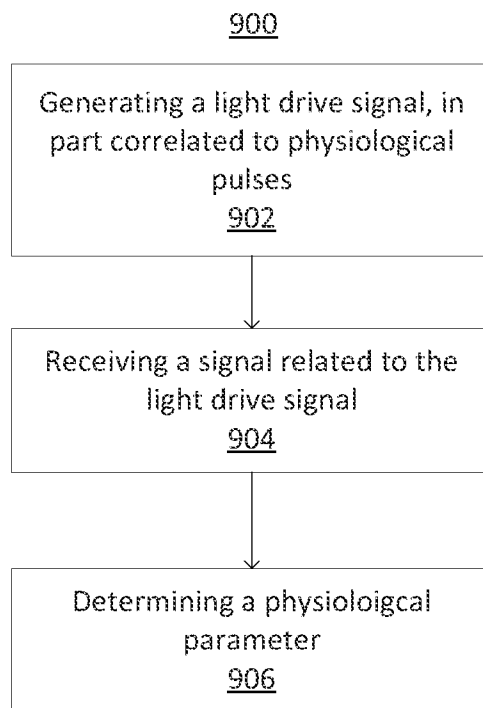 900
Generating a light drive signal, in
part correlated to physiological
pulses
902
Receiving a signal related to the
light drive signal
904
Determining a physioloigcal
parameter
906